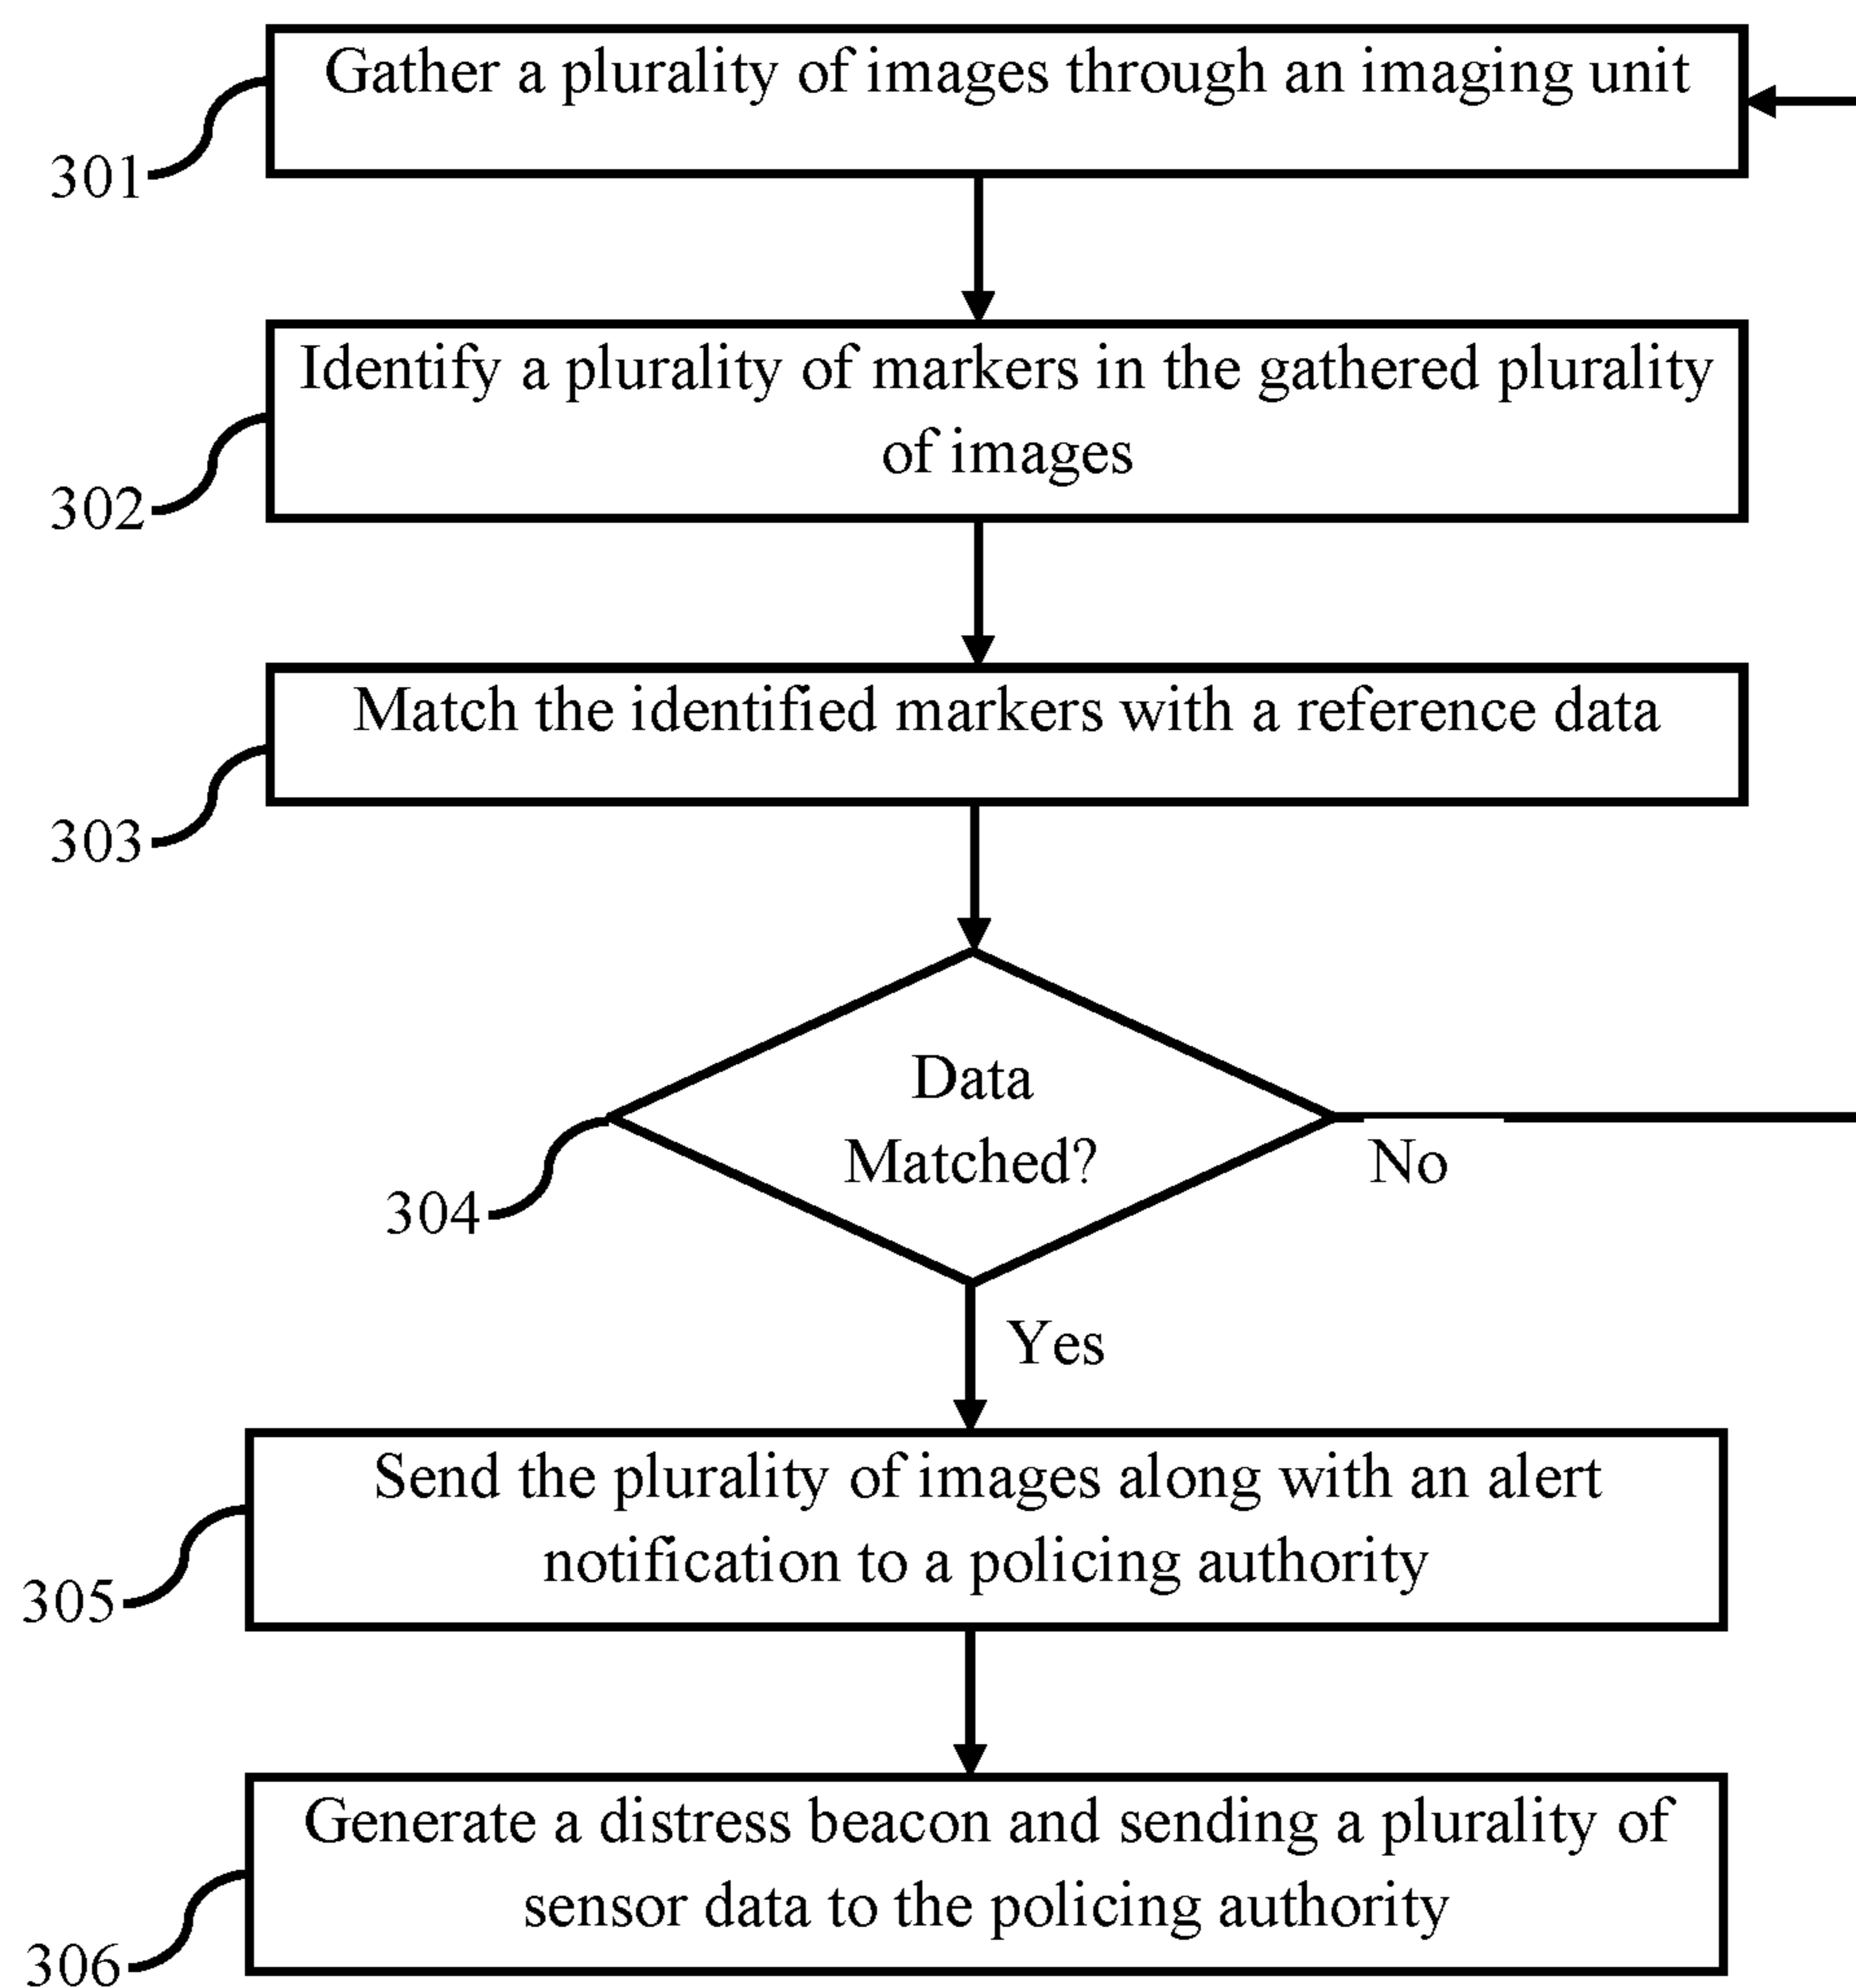 Gather a plurality of images through an imaging unit
301
Identify a plurality of markers in the gathered plurality
of images
302
Match the identified markers with a reference data
303
Data
Matched?
No
304
Yes
Send the plurality of images along with an alert
notification to a policing authority
305
Generate a distress beacon and sending a plurality of
sensor data to the policing authority
306